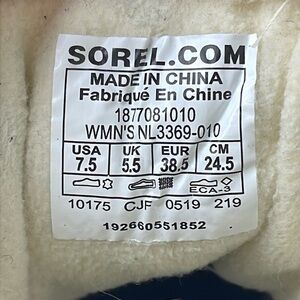 SOREL.COM
MADE IN CHINA
Fabriqué En Chine
1877081010
WMN'S NL3369-010
USA UK EUR CM
7.5 5.5 38.5 24.5
ECA-3
10175 CJF 0519 219
192660551852